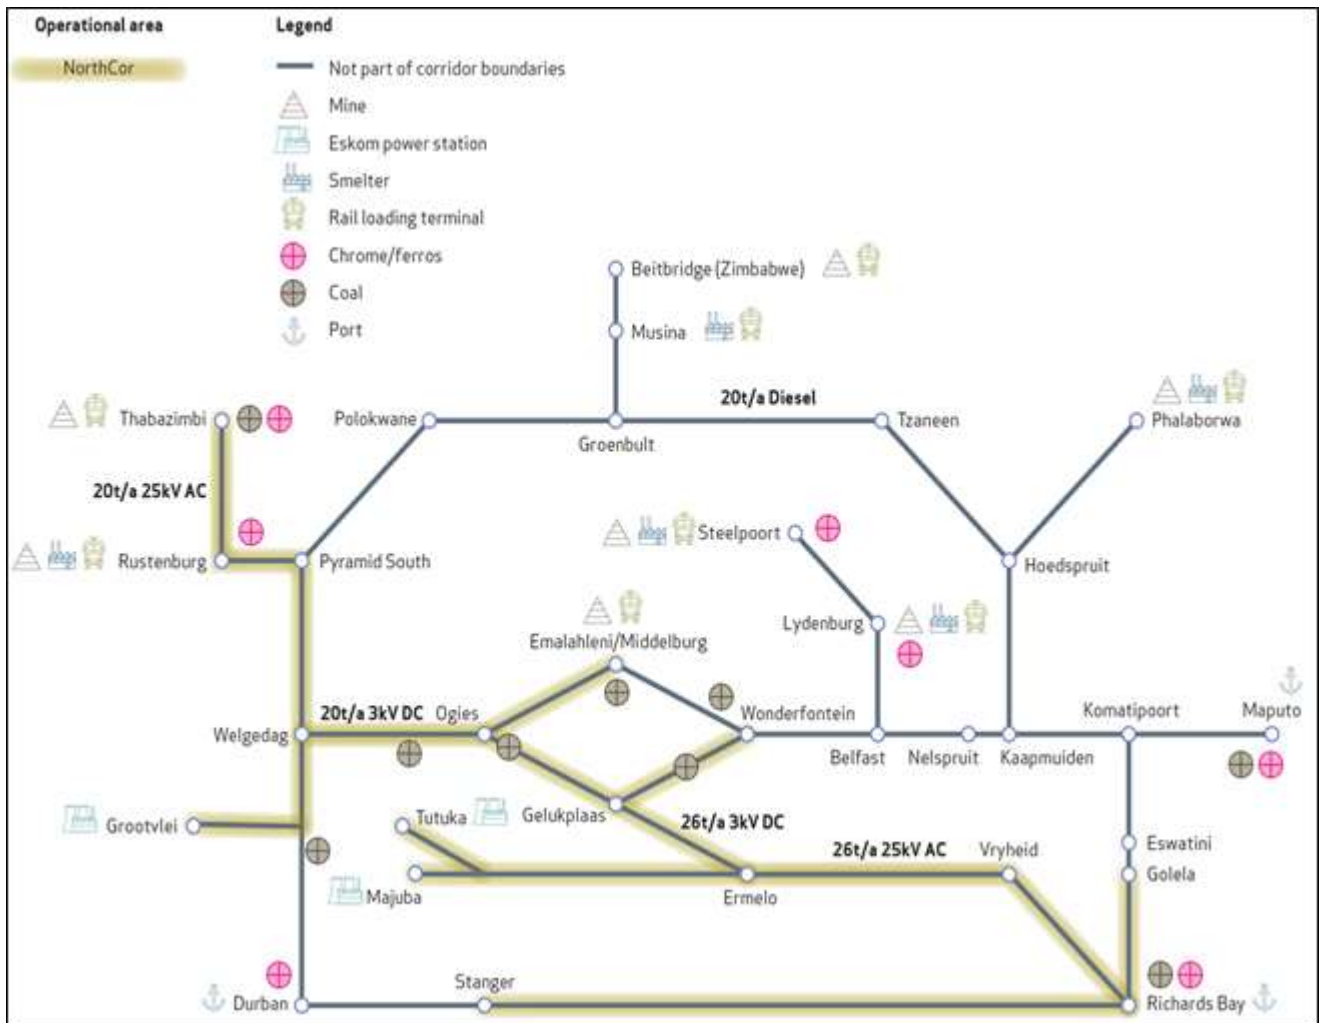 Operational area
Legend
NorthCor
Not part of corridor boundaries
Mine
Eskom power station
Smelter
Rail loading terminal
Chrome/ferros
Coal
Port
Beitbridge (Zimbabwe)
Musina
20t/a Diesel
Thabazimbi
Polokwane
Groenbult
Tzaneen
Phalaborwa
20t/a 25kV AC
Steelpoort
Rustenburg
Pyramid South
Hoedspruit
Lydenburg
Emalahleni/Middelburg
20t/a 3kV DC
Ogies
Wonderfontein
Komatipoort
Maputo
Welgedag
Belfast
Nelspruit
Kaapmuiden
Grootvlei
Tutuka
Gelukplaas
26t/a 3kV DC
26t/a 25kV AC
Vryheid
Eswatini
Golela
Majuba
Ermelo
Stanger
Durban
Richards Bay